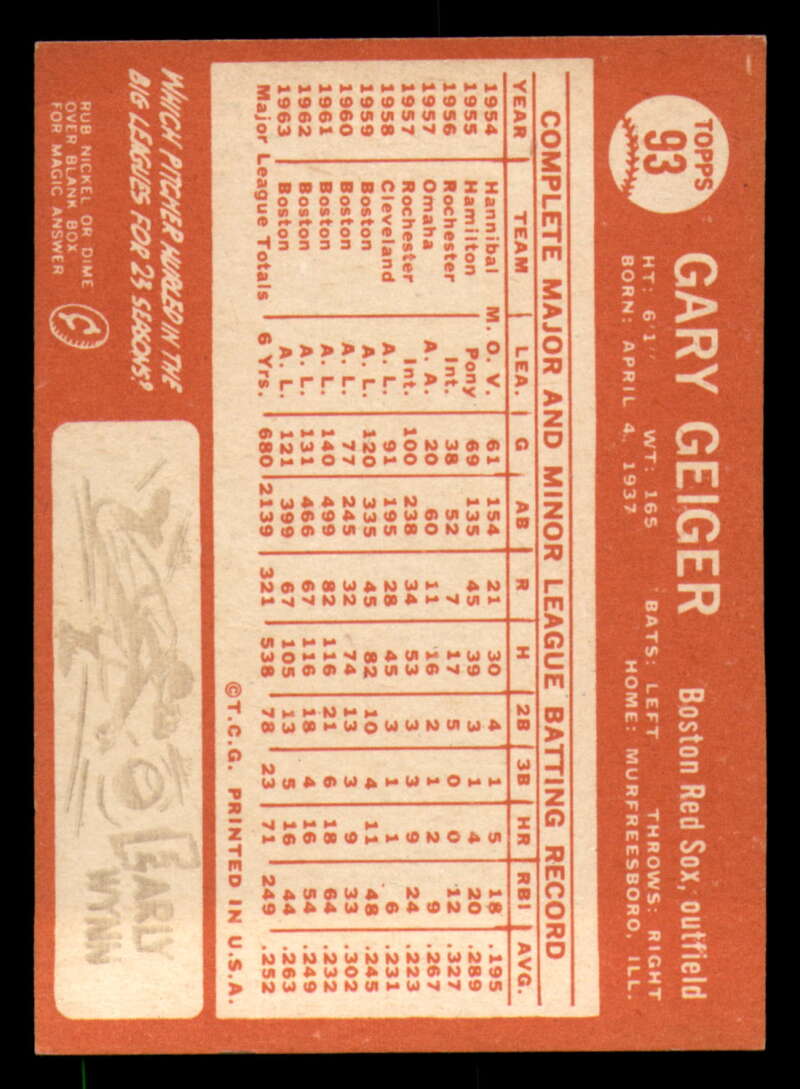 TOPPS
93
GARY GEIGER Boston Red Sox, outfield
HT: 6'1" WT: 165 BATS: LEFT THROWS: RIGHT
BORN: APRIL 4, 1937 HOME: MURFREESBORO, ILL.
COMPLETE MAJOR AND MINOR LEAGUE BATTING RECORD
YEAR TEAM LEA. G AB R H 2B 3B HR RBI AVG.
1954 Hannibal M. O. V. 61 154 21 30 4 1 5 18 .195
1955 Hamilton Pony 69 135 45 39 3 1 4 20 .289
1956 Rochester Int. 38 52 7 17 5 0 0 12 .327
1957 Omaha A. A. 20 60 11 16 2 1 2 9 .267
1957 Rochester Int. 100 238 34 53 3 3 9 24 .223
1958 Cleveland A. L. 91 195 28 45 3 1 1 6 .231
1959 Boston A. L. 120 335 45 82 10 4 11 48 .245
1960 Boston A. L. 77 245 32 74 13 3 9 33 .302
1961 Boston A. L. 140 499 82 116 21 6 18 64 .232
1962 Boston A. L. 131 466 67 116 18 4 16 54 .249
1963 Boston A. L. 121 399 67 105 13 5 16 44 .263
Major League Totals 6 Yrs. 680 2139 321 538 78 23 71 249 .252
©T.C.G. PRINTED IN U.S.A.
WHICH PITCHER HURLED IN THE
BIG LEAGUES FOR 23 SEASONS?
RUB NICKEL OR DIME
OVER BLANK BOX
FOR MAGIC ANSWER
EARLY
WYNN